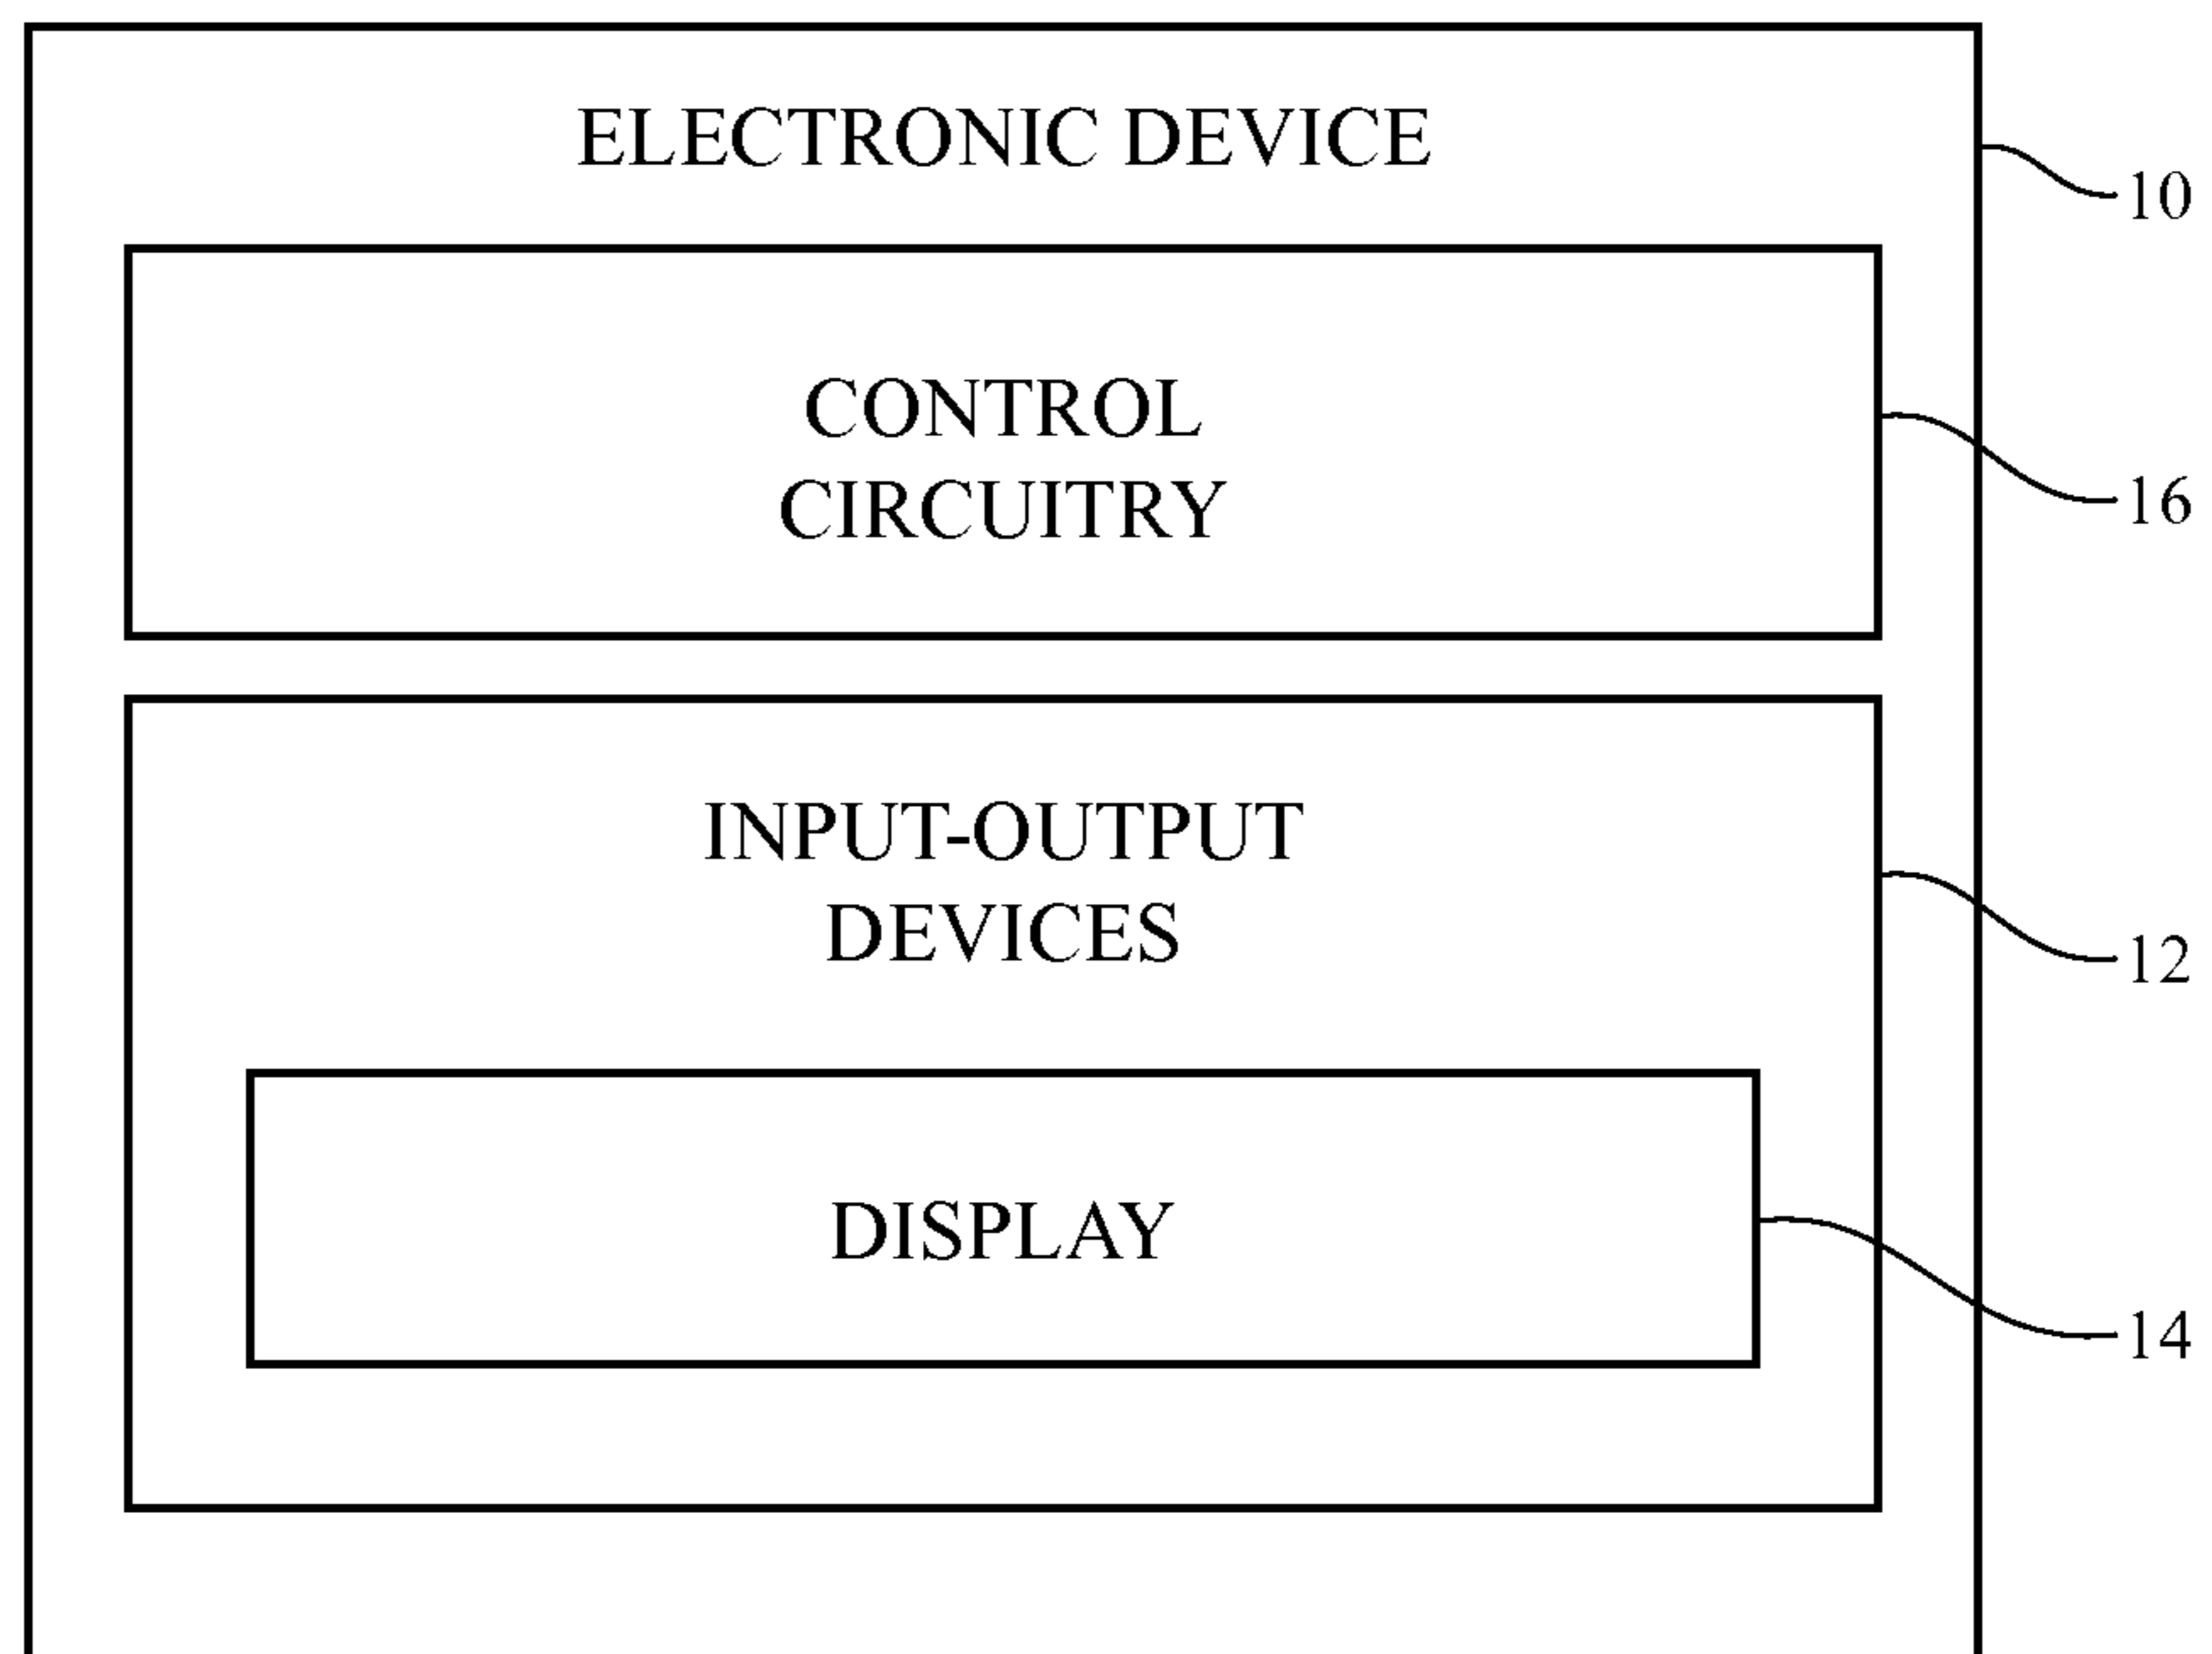 ELECTRONIC DEVICE
10
CONTROL
CIRCUITRY
16
INPUT-OUTPUT
DEVICES
12
DISPLAY
14